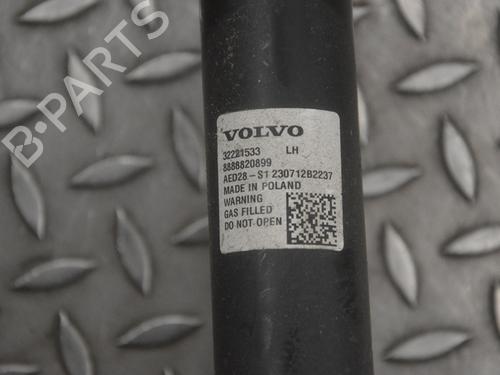 B-PARTS
VOLVO
32221533 LH
8888820899
AED28-S1 230712B2237
MADE IN POLAND
WARNING
GAS FILLED
DO NOT OPEN